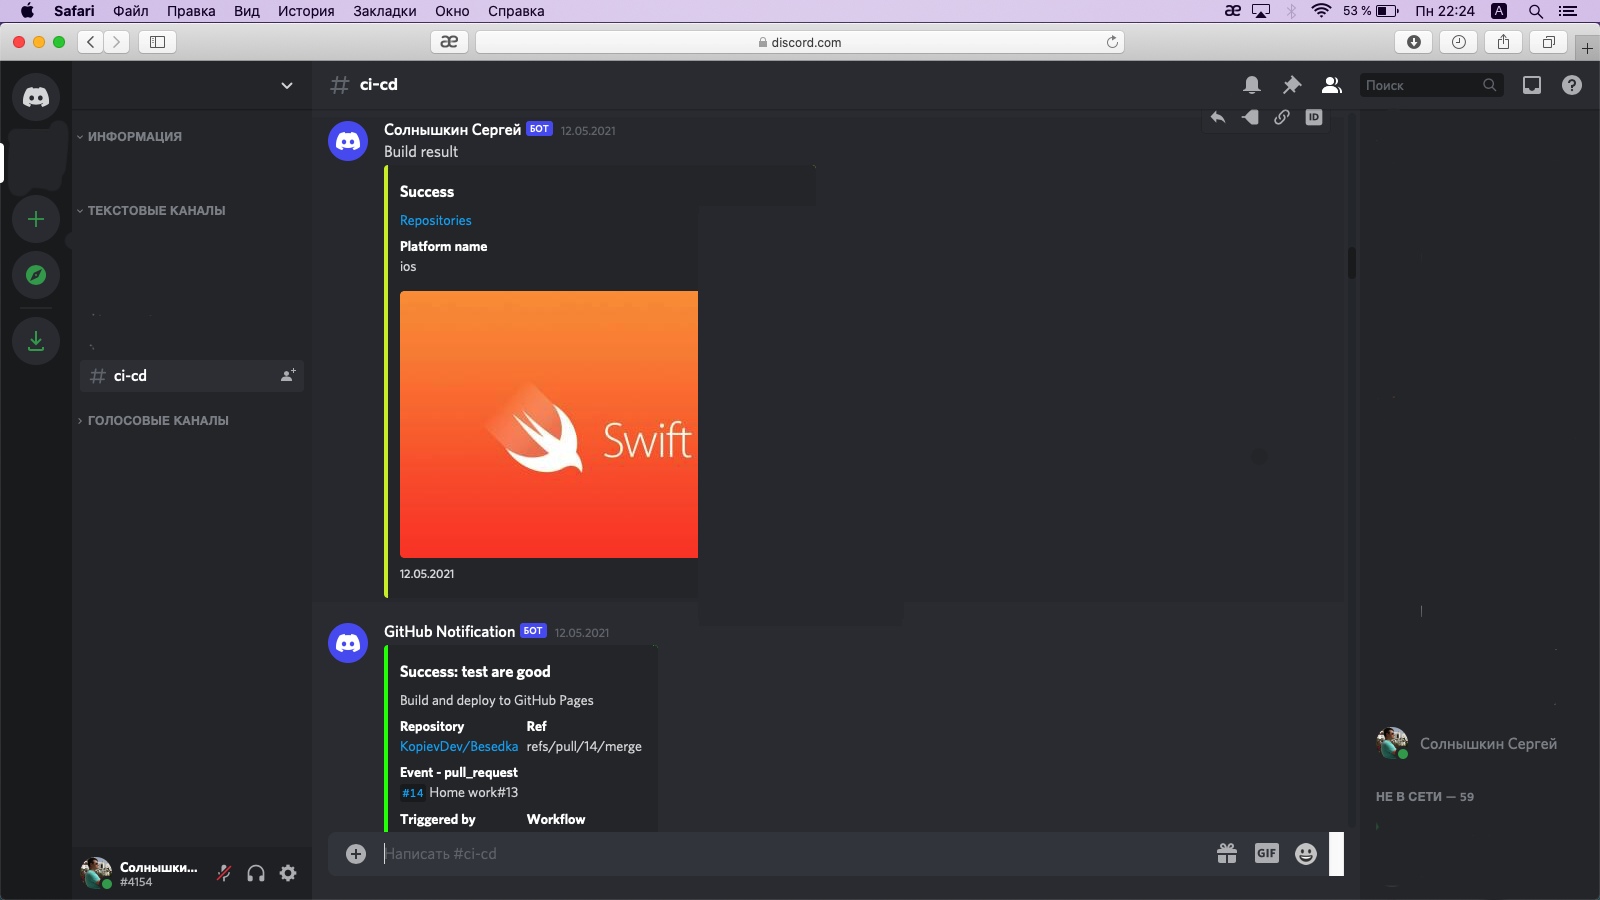 Safari Файл Правка Вид История Закладки Окно Справка
æ 53 % Пн 22:24 A
æ discord.com
ci-cd
Поиск
ИНФОРМАЦИЯ
ТЕКСТОВЫЕ КАНАЛЫ
ci-cd
ГОЛОСОВЫЕ КАНАЛЫ
Солнышки...
#4154
Солнышкин Сергей БОТ 12.05.2021
ID
Build result
Success
Repositories
Platform name
ios
Swift
12.05.2021
GitHub Notification БОТ 12.05.2021
Success: test are good
Build and deploy to GitHub Pages
Repository Ref
KopievDev/Besedka refs/pull/14/merge
Event - pull_request
#14 Home work#13
Triggered by Workflow
Написать #ci-cd
GIF
Солнышкин Сергей
НЕ В СЕТИ — 59